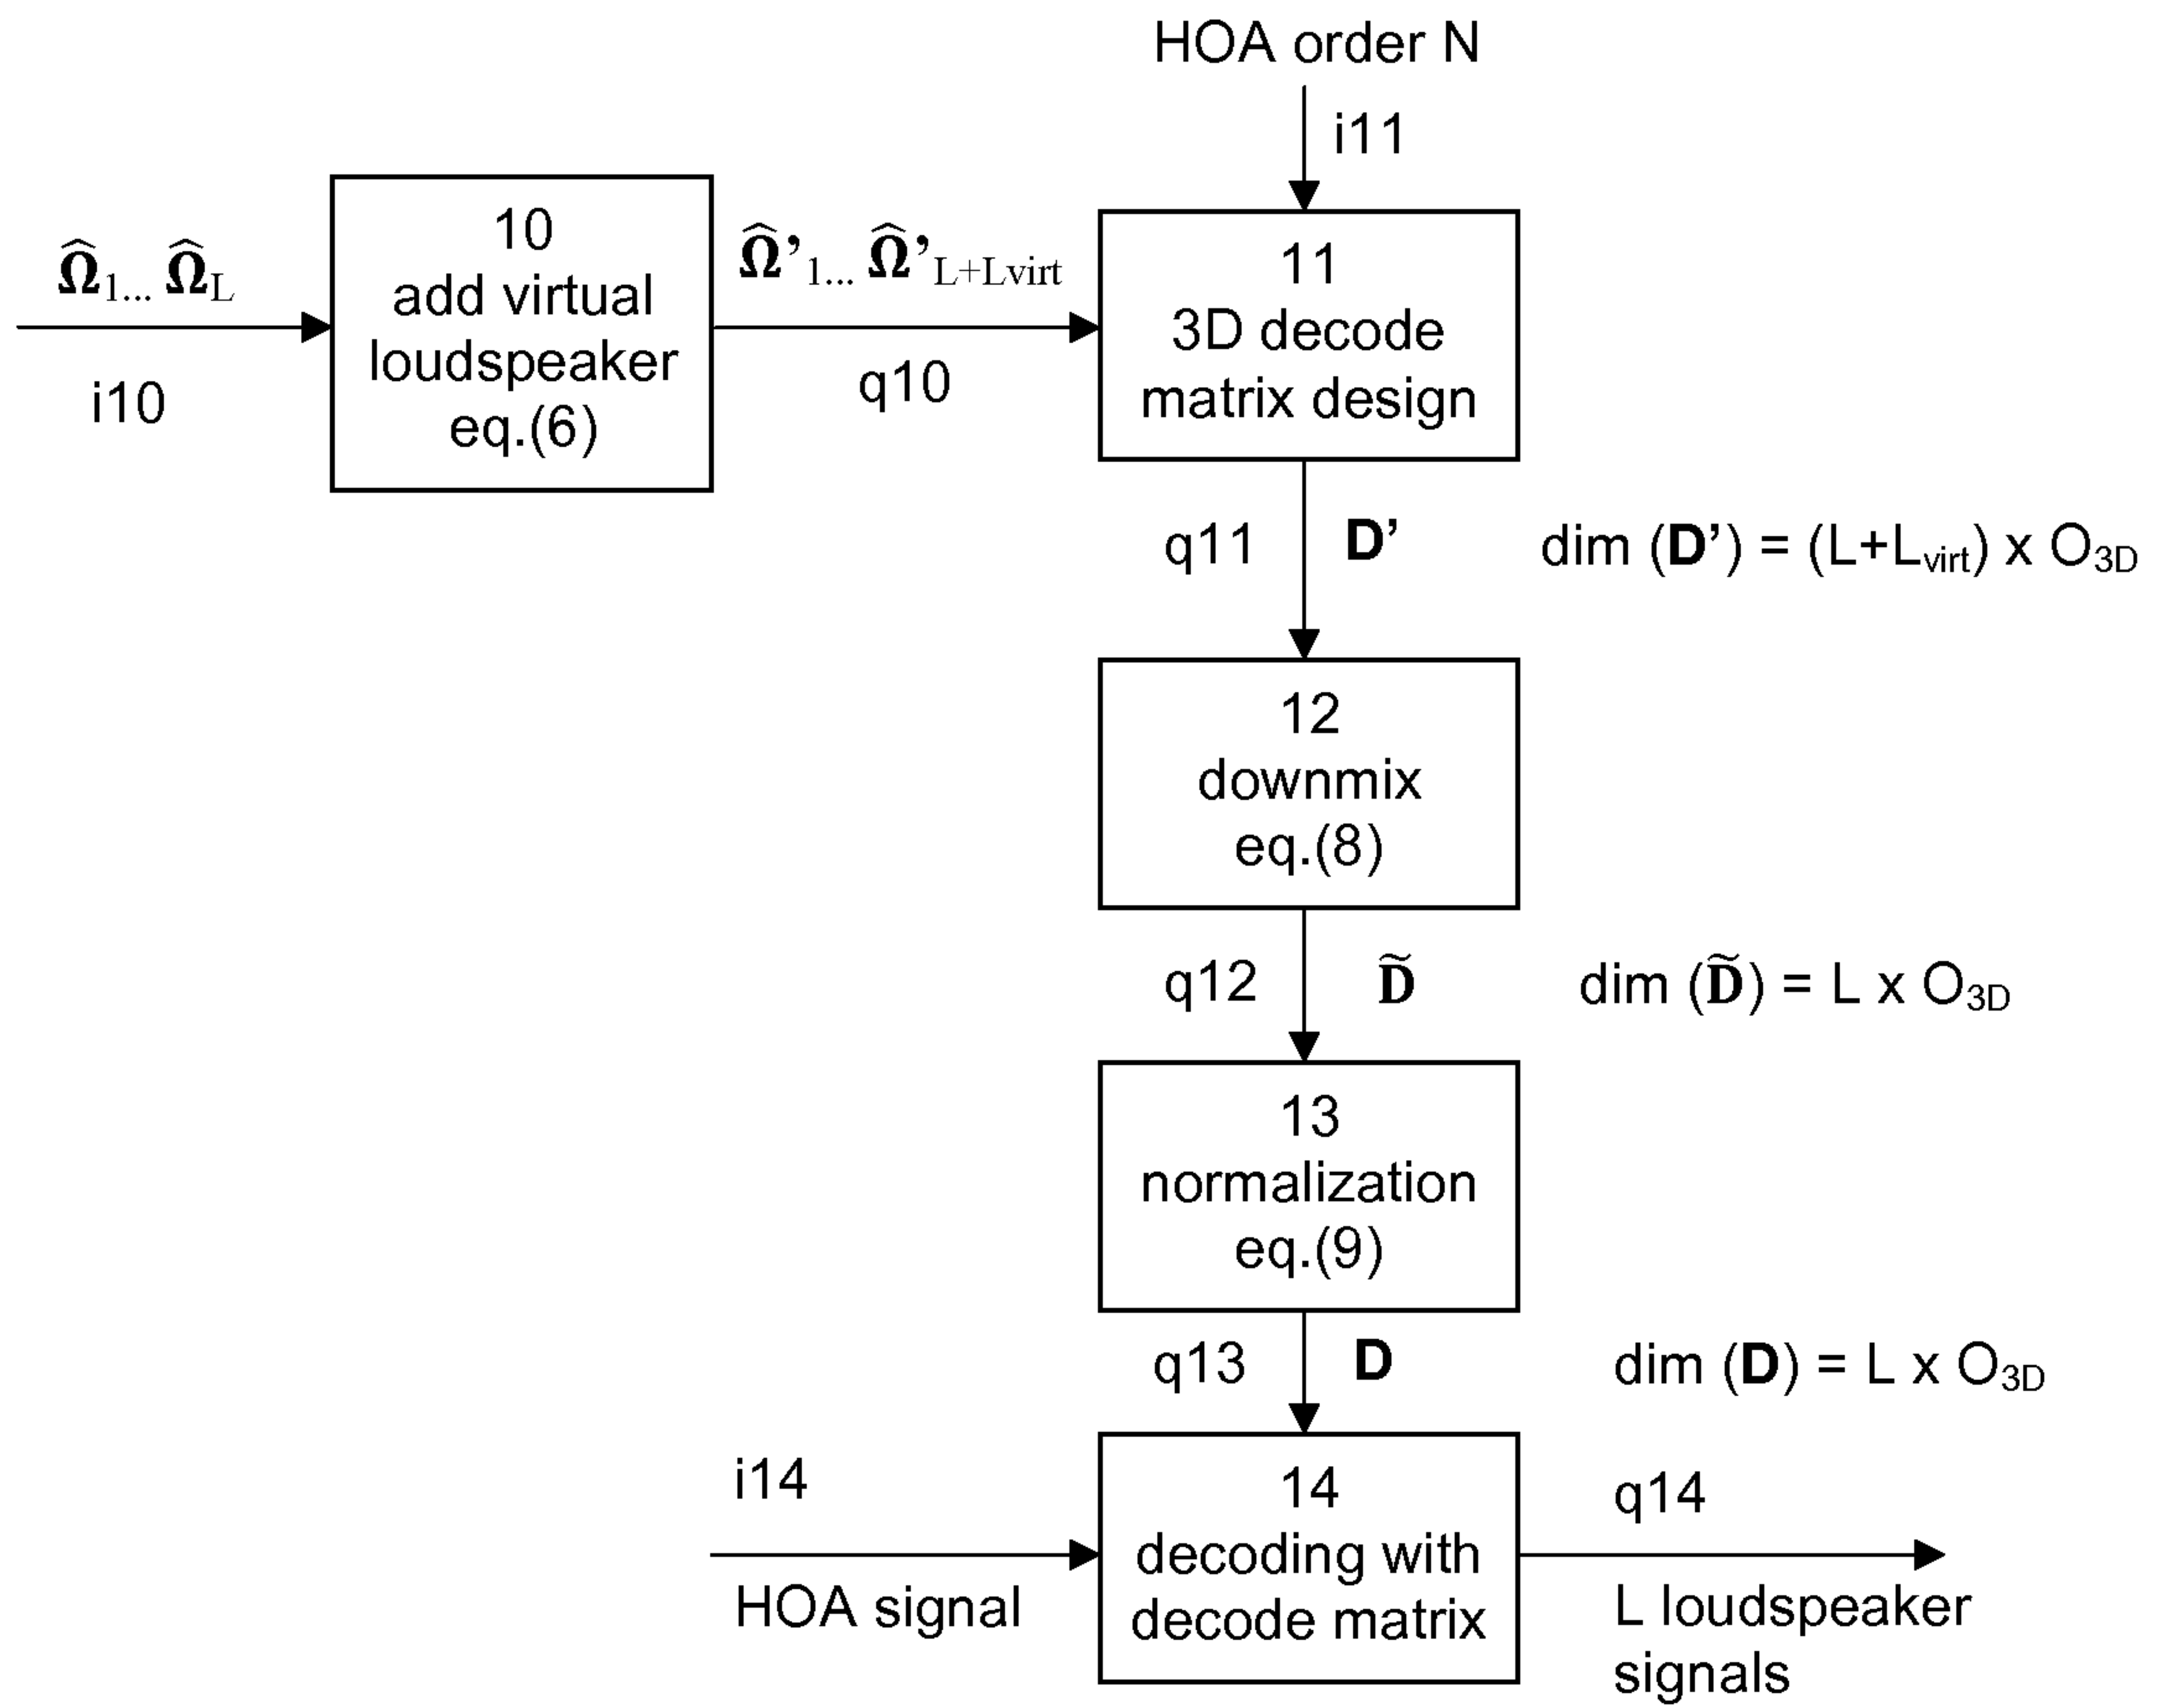 HOA order N
i11
Ω̂1... Ω̂L
i10
10
add virtual
loudspeaker
eq.(6)
Ω̂’1... Ω̂’L+Lvirt
q10
11
3D decode
matrix design
q11
D’
dim (D’) = (L+Lvirt) x O3D
12
downmix
eq.(8)
q12
D̃
dim (D̃) = L x O3D
13
normalization
eq.(9)
q13
D
dim (D) = L x O3D
i14
HOA signal
14
decoding with
decode matrix
q14
L loudspeaker
signals